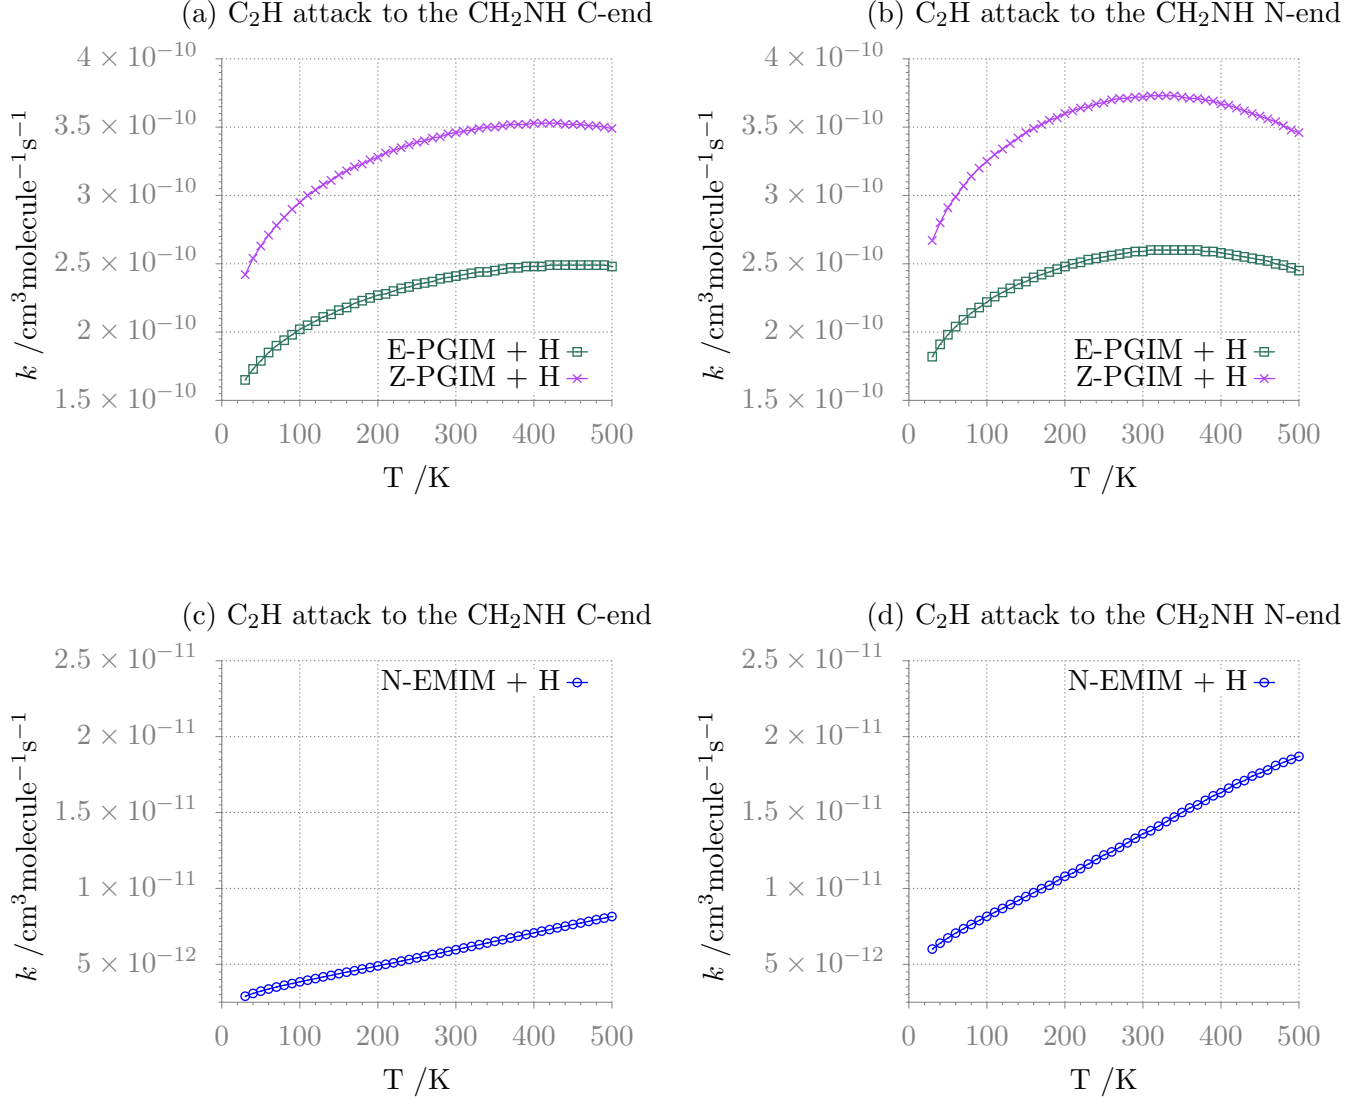 (a) C₂H attack to the CH₂NH C-end
4 × 10⁻¹⁰
3.5 × 10⁻¹⁰
3 × 10⁻¹⁰
2.5 × 10⁻¹⁰
2 × 10⁻¹⁰
1.5 × 10⁻¹⁰
k /cm³molecule⁻¹s⁻¹
E-PGIM + H
Z-PGIM + H
0 100 200 300 400 500
T /K
(b) C₂H attack to the CH₂NH N-end
4 × 10⁻¹⁰
3.5 × 10⁻¹⁰
3 × 10⁻¹⁰
2.5 × 10⁻¹⁰
2 × 10⁻¹⁰
1.5 × 10⁻¹⁰
k /cm³molecule⁻¹s⁻¹
E-PGIM + H
Z-PGIM + H
0 100 200 300 400 500
T /K
(c) C₂H attack to the CH₂NH C-end
2.5 × 10⁻¹¹
2 × 10⁻¹¹
1.5 × 10⁻¹¹
1 × 10⁻¹¹
5 × 10⁻¹²
k /cm³molecule⁻¹s⁻¹
N-EMIM + H
0 100 200 300 400 500
T /K
(d) C₂H attack to the CH₂NH N-end
2.5 × 10⁻¹¹
2 × 10⁻¹¹
1.5 × 10⁻¹¹
1 × 10⁻¹¹
5 × 10⁻¹²
k /cm³molecule⁻¹s⁻¹
N-EMIM + H
0 100 200 300 400 500
T /K